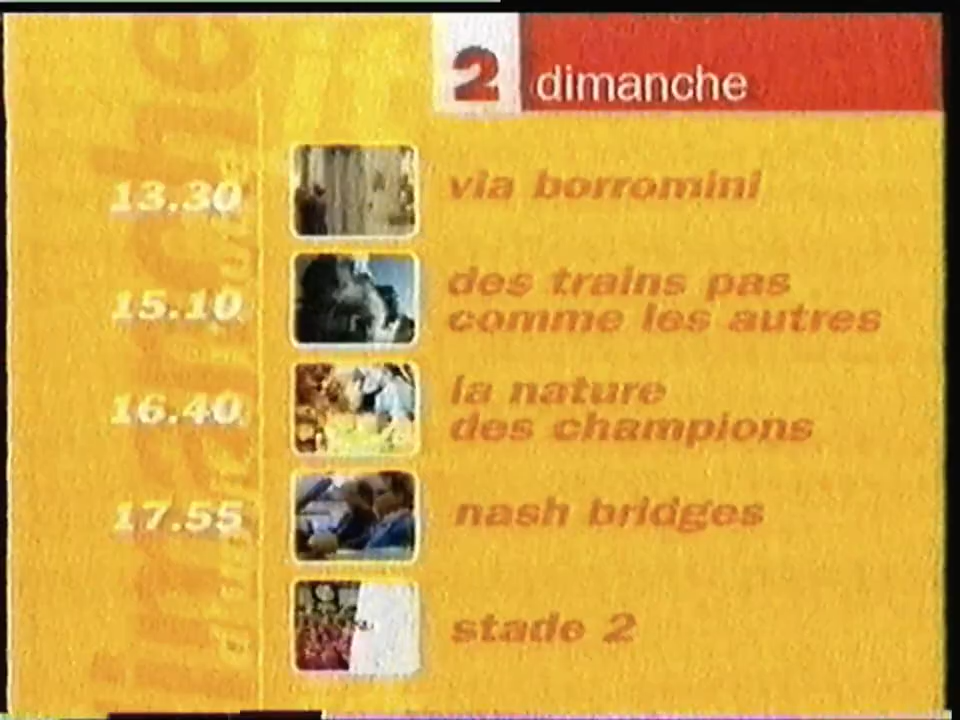 2 dimanche
13.30 via borromini
15.10 des trains pas
comme les autres
16.40 la nature
des champions
17.55 nash bridges
stade 2
dimanche